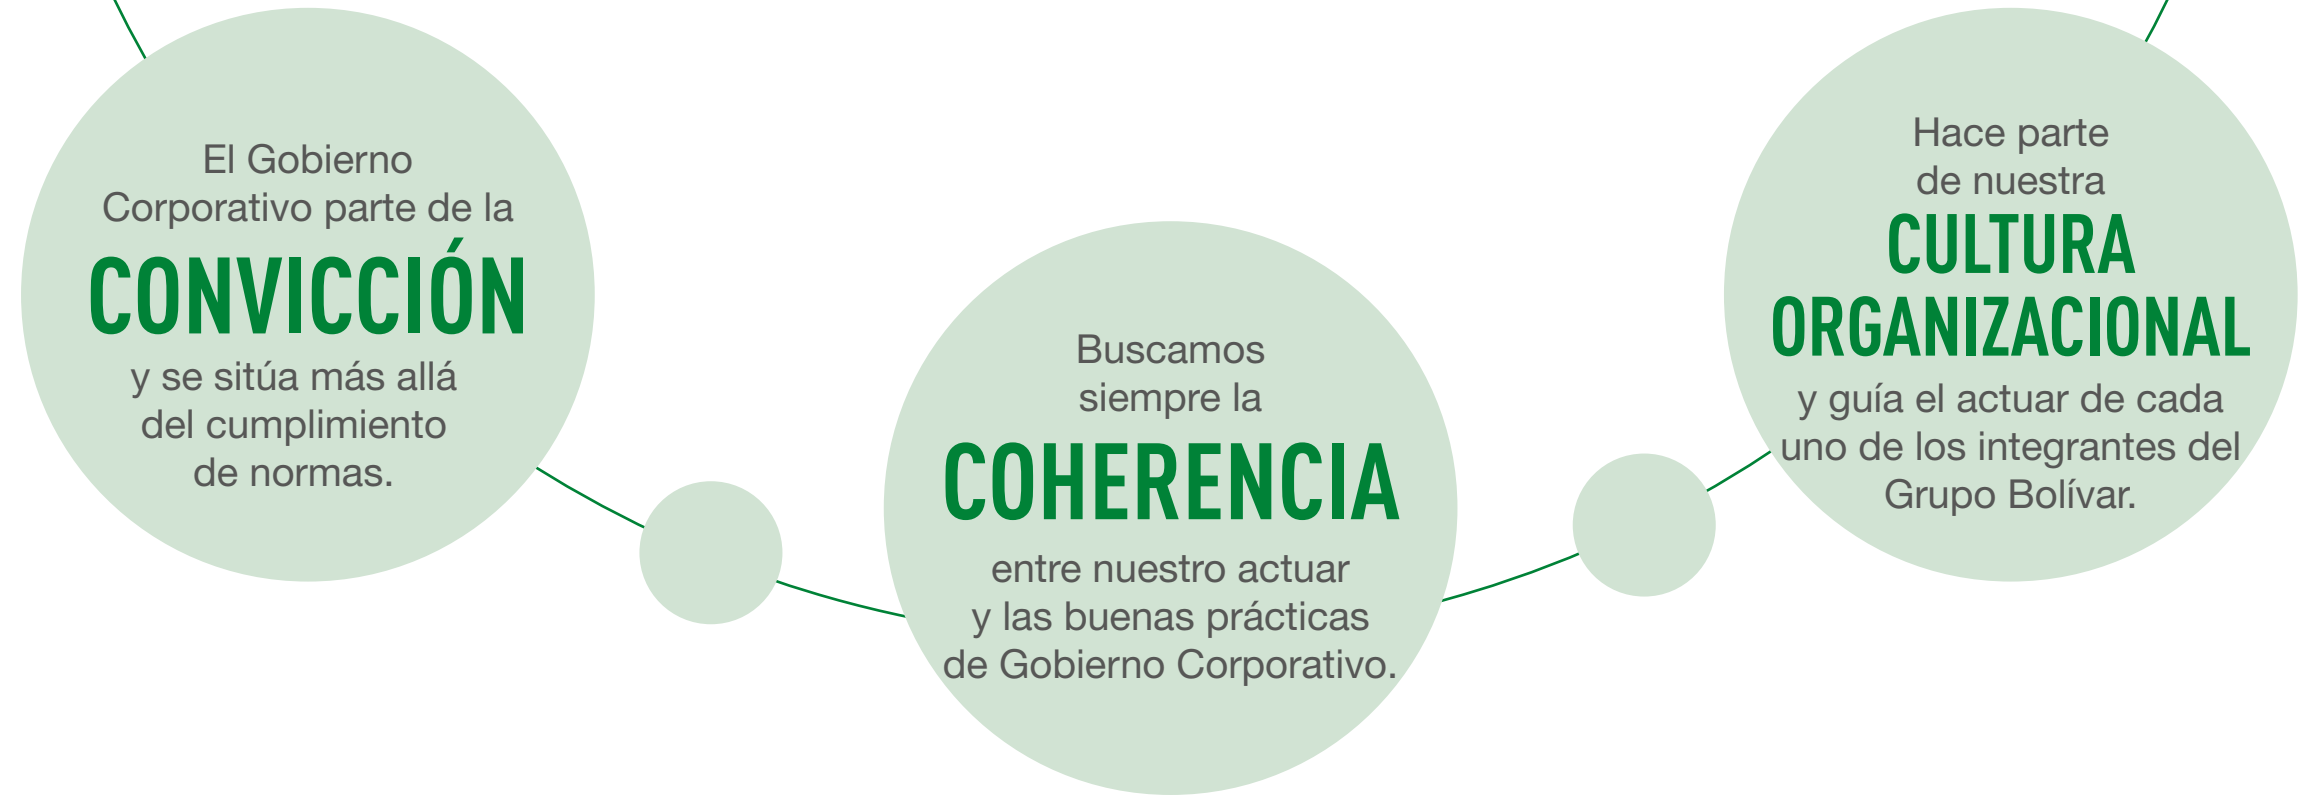 El Gobierno
Corporativo parte de la
CONVICCIÓN
y se sitúa más allá
del cumplimiento
de normas.
Buscamos
siempre la
COHERENCIA
entre nuestro actuar
y las buenas prácticas
de Gobierno Corporativo.
Hace parte
de nuestra
CULTURA
ORGANIZACIONAL
y guía el actuar de cada
uno de los integrantes del
Grupo Bolívar.